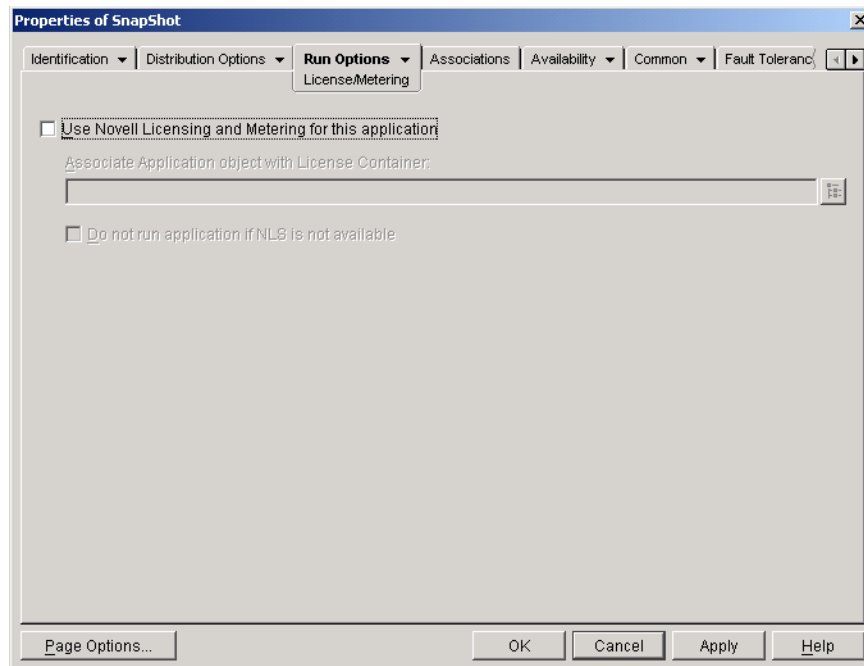 Properties of SnapShot
Identification Distribution Options Run Options Associations Availability Common Fault Toleranc
License/Metering
Use Novell Licensing and Metering for this application
Associate Application object with License Container:
Do not run application if NLS is not available
Page Options... OK Cancel Apply Help